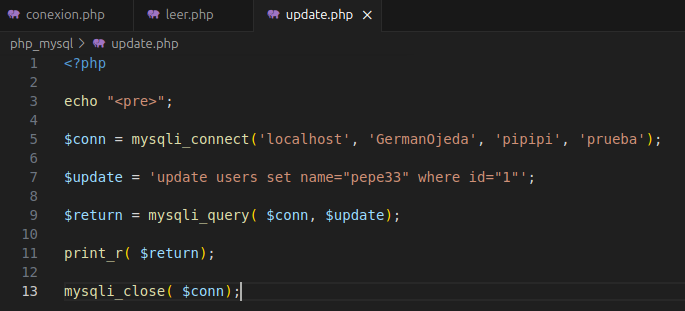 conexion.php leer.php update.php ×
php_mysql > update.php
1 <?php
2
3 echo "<pre>";
4
5 $conn = mysqli_connect('localhost', 'GermanOjeda', 'pipipi', 'prueba');
6
7 $update = 'update users set name="pepe33" where id="1"';
8
9 $return = mysqli_query( $conn, $update);
10
11 print_r( $return);
12
13 mysqli_close( $conn);